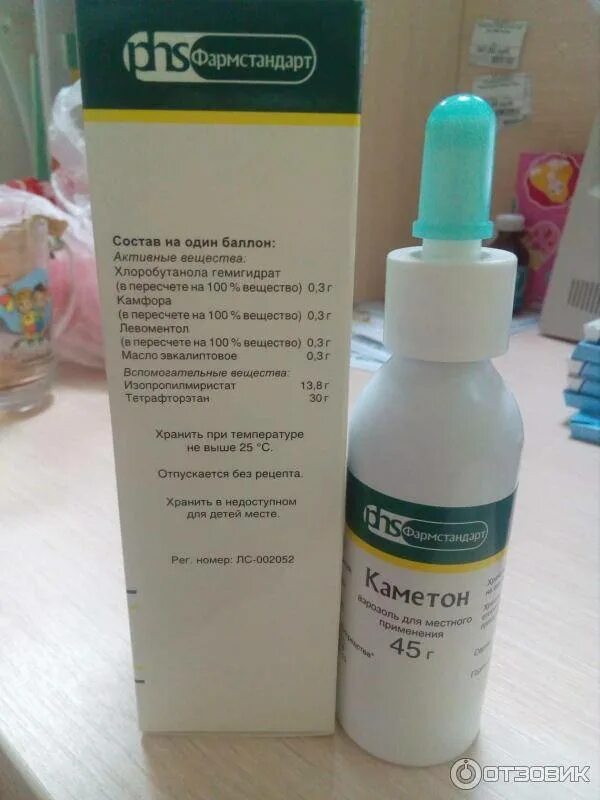 phs Фармстандарт
Состав на один баллон:
Активные вещества:
Хлоробутанола гемигидрат
(в пересчете на 100 % вещество) 0,3 г
Камфора
(в пересчете на 100 % вещество) 0,3 г
Левоментол
(в пересчете на 100 % вещество) 0,3 г
Масло эвкалиптовое 0,3 г
Вспомогательные вещества:
Изопропилмиристат 13,8 г
Тетрафторэтан 30 г
Хранить при температуре
не выше 25 °С.
Отпускается без рецепта.
Хранить в недоступном
для детей месте.
Рег. номер: ЛС-002052
phs Фармстандарт
Каметон
аэрозоль для местного
применения
45 г
ОТЗОВИК